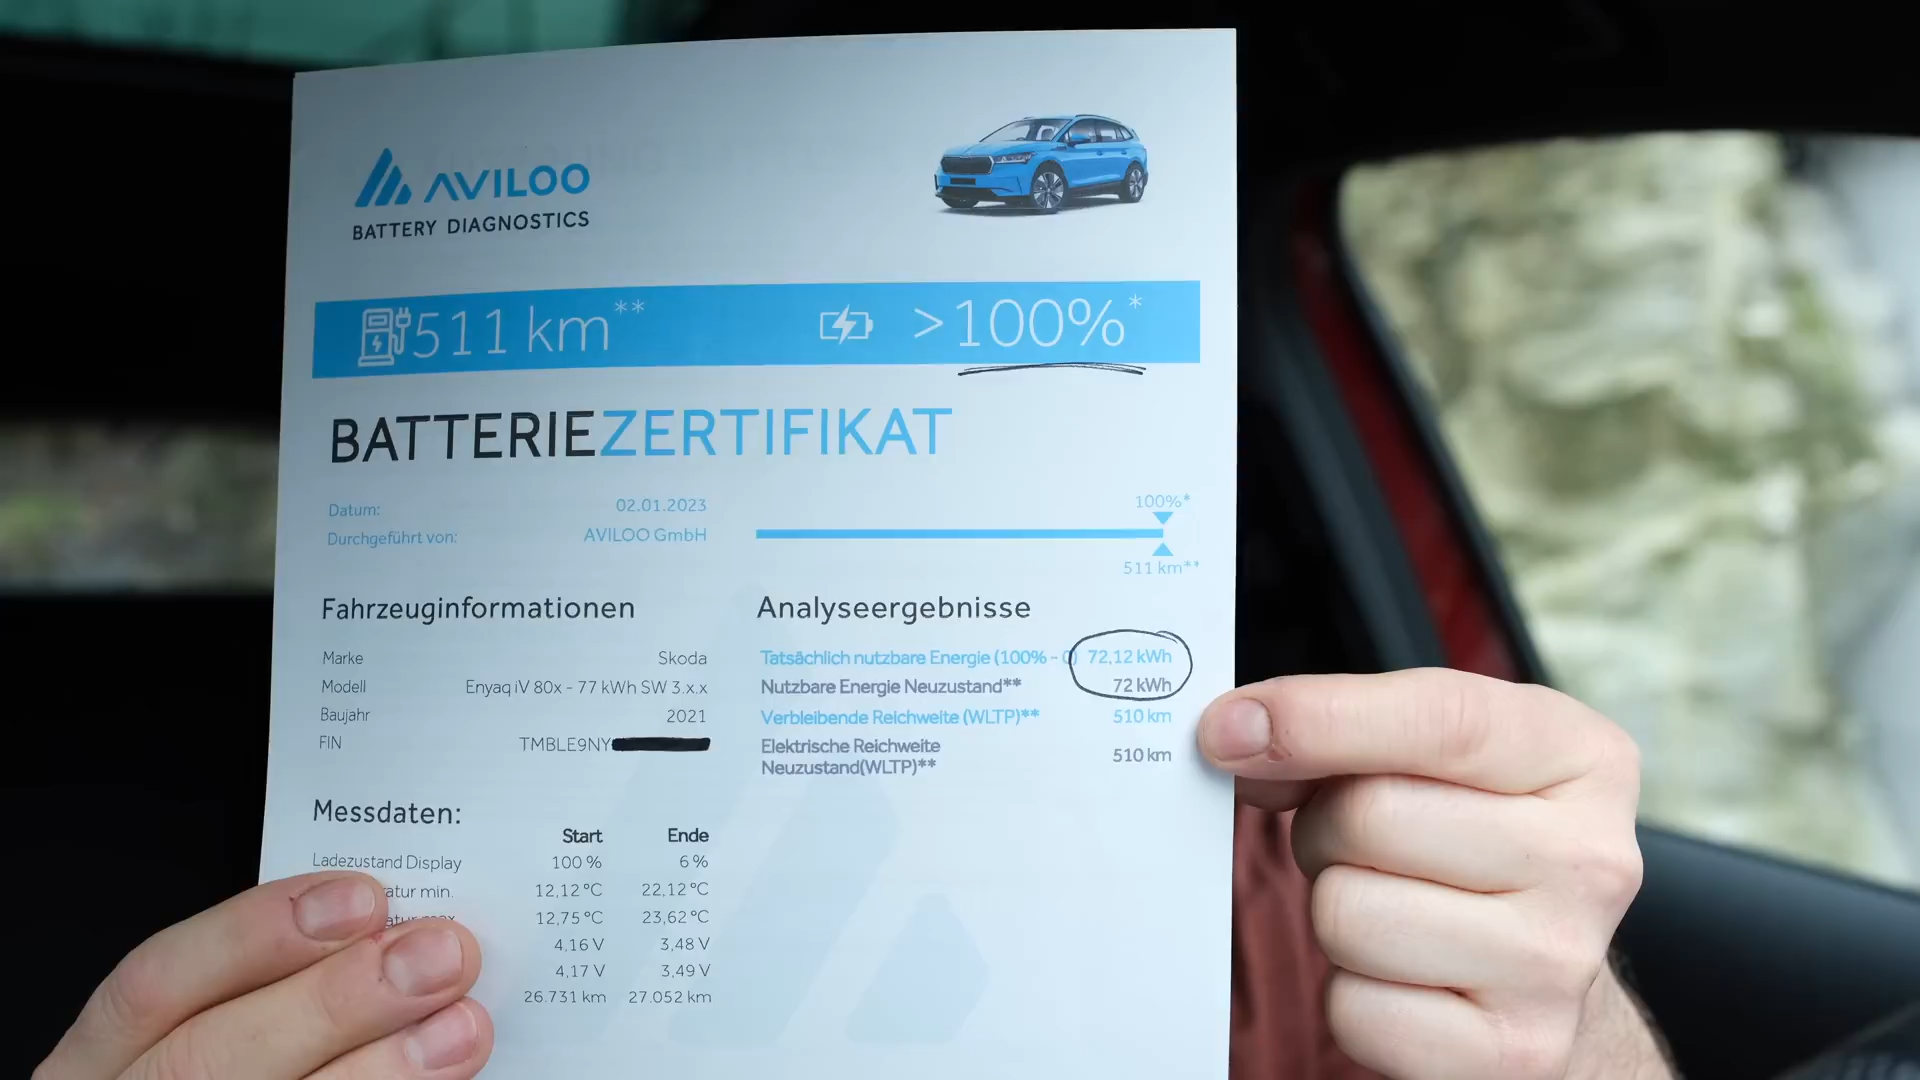 AVILOO
BATTERY DIAGNOSTICS
511 km** >100%*
BATTERIEZERTIFIKAT
Datum: 02.01.2023
Durchgeführt von: AVILOO GmbH
100%*
511 km**
Fahrzeuginformationen
Marke Skoda
Modell Enyaq iV 80x - 77 kWh SW 3.x.x
Baujahr 2021
FIN TMBLE9NY
Analyseergebnisse
Tatsächlich nutzbare Energie (100% - 72,12 kWh
Nutzbare Energie Neuzustand** 72 kWh
Verbleibende Reichweite (WLTP)** 510 km
Elektrische Reichweite
Neuzustand(WLTP)** 510 km
Messdaten:
Start Ende
Ladezustand Display 100 % 6 %
atur min. 12,12 °C 22,12 °C
atur max. 12,75 °C 23,62 °C
4,16 V 3,48 V
4,17 V 3,49 V
26.731 km 27.052 km